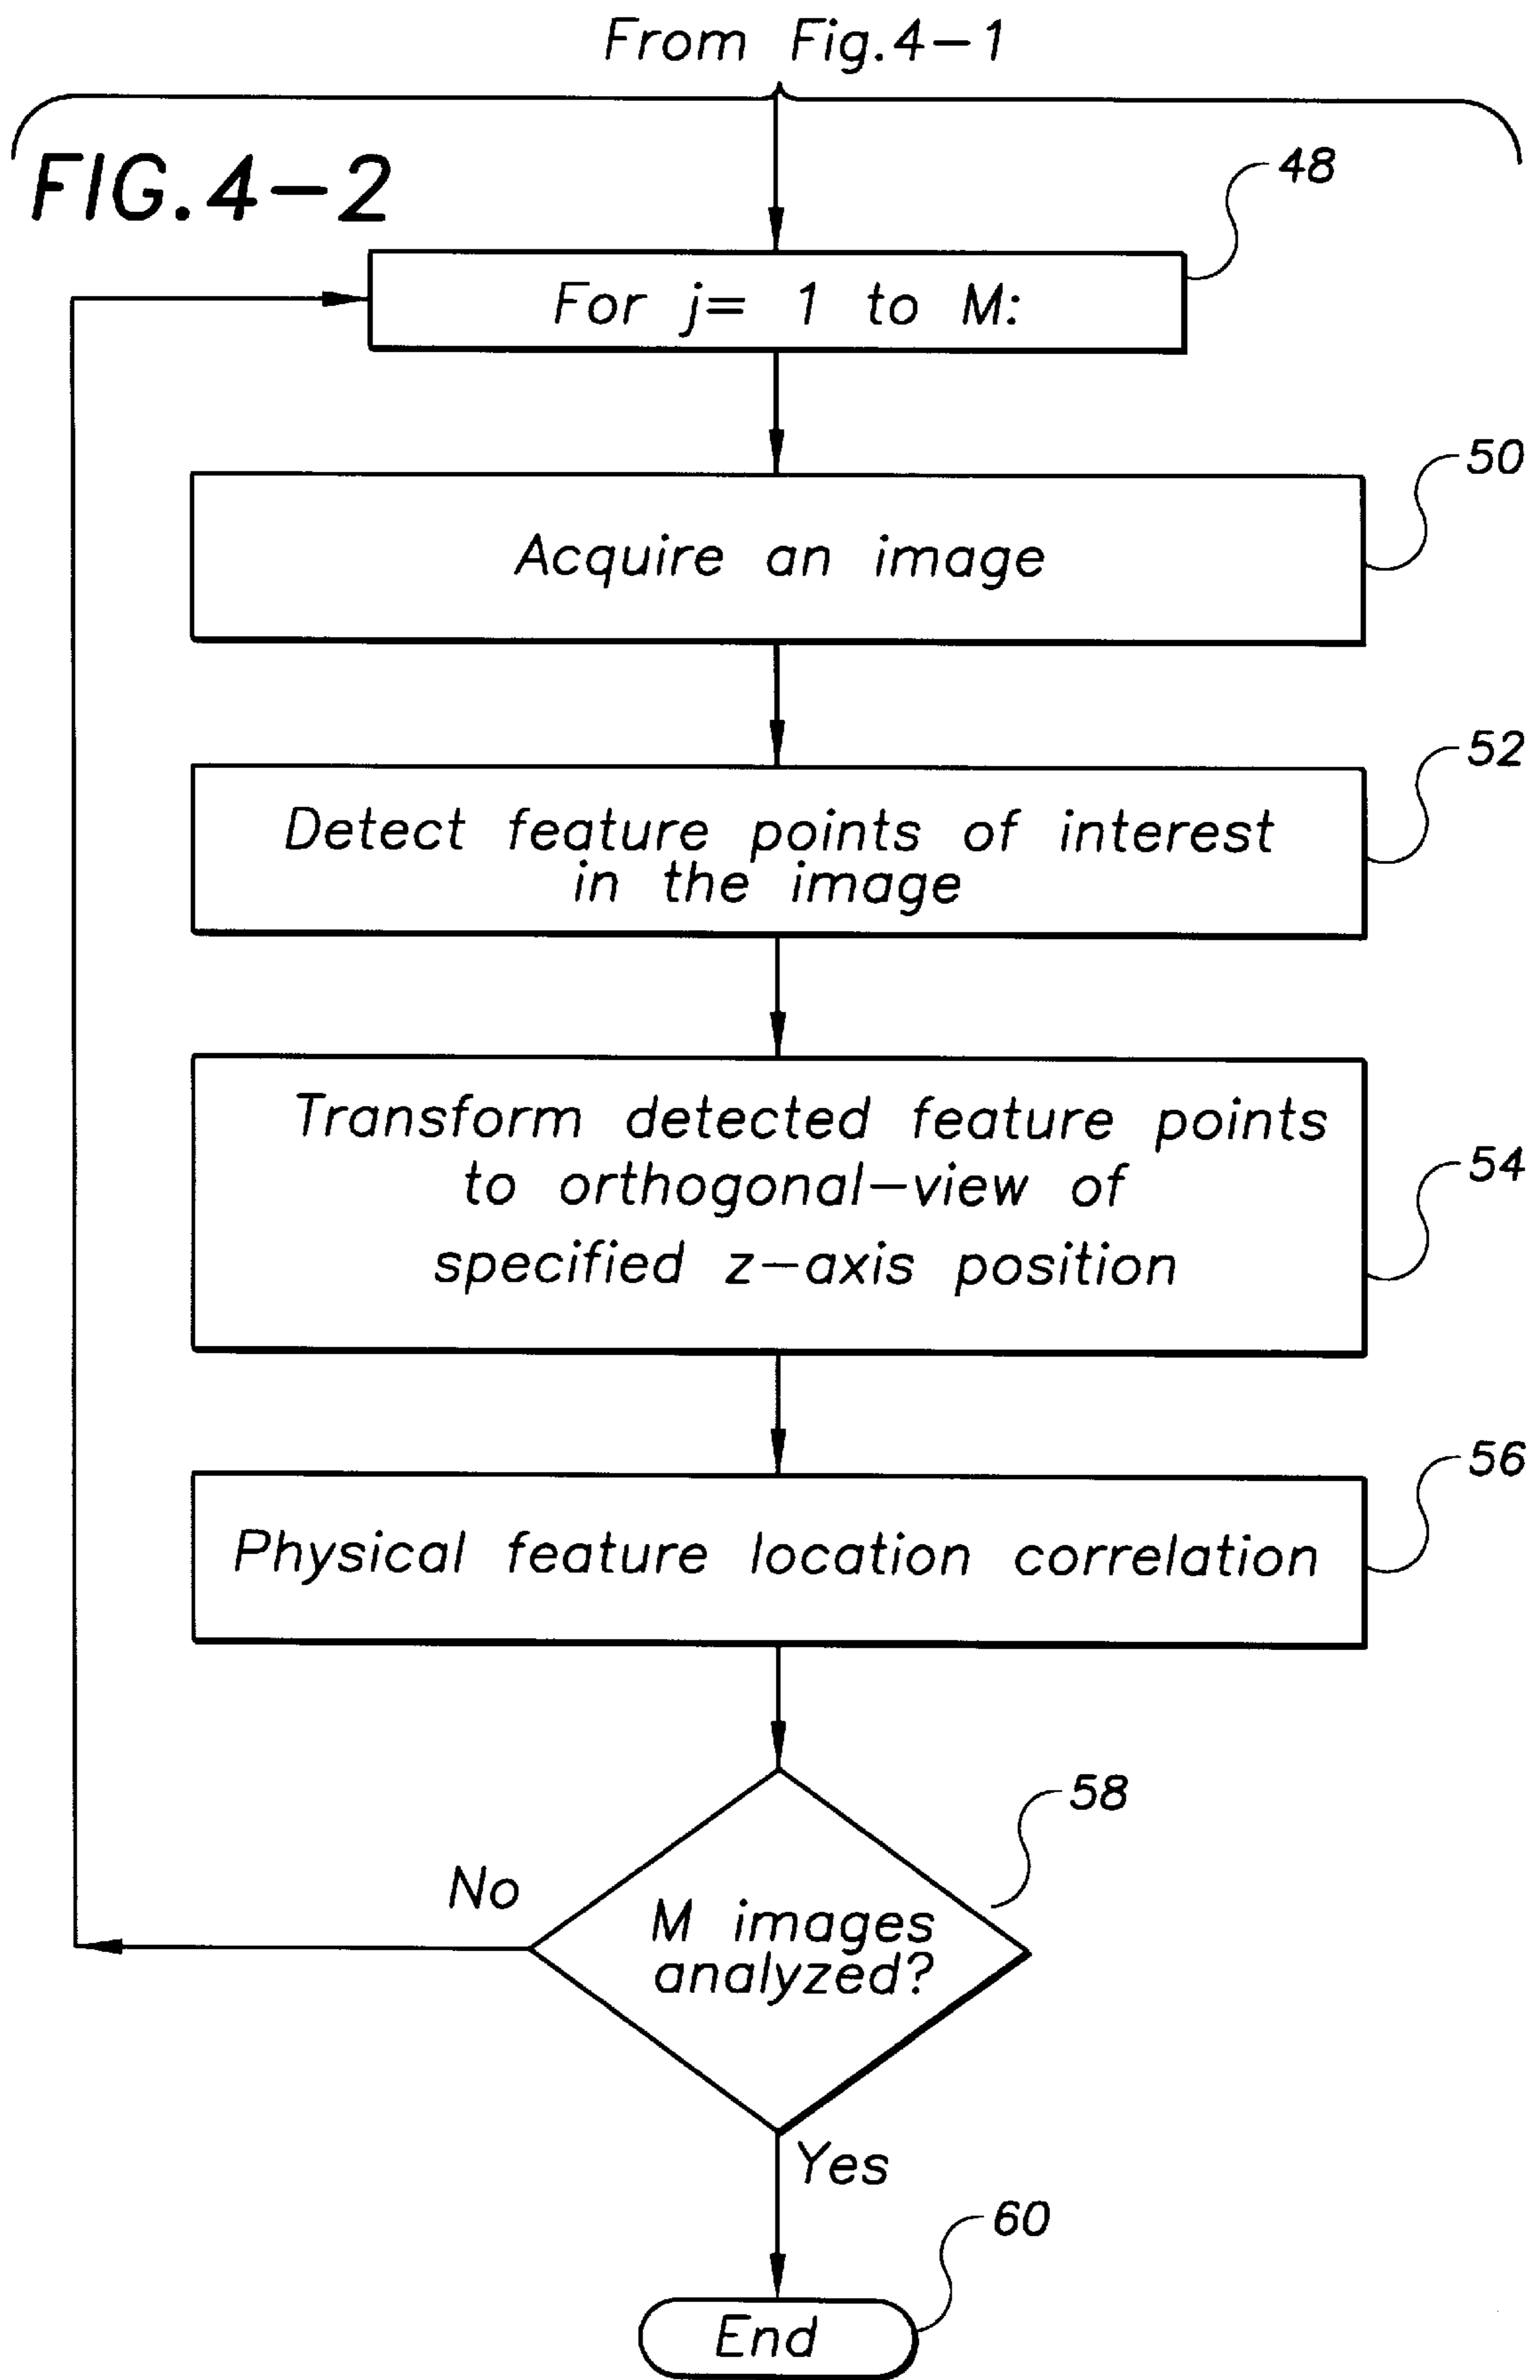 From Fig.4-1
FIG.4-2
48
For j= 1 to M:
50
Acquire an image
52
Detect feature points of interest
in the image
Transform detected feature points
to orthogonal-view of
54
specified z-axis position
56
Physical feature location correlation
58
No
M images
analyzed?
Yes
60
End